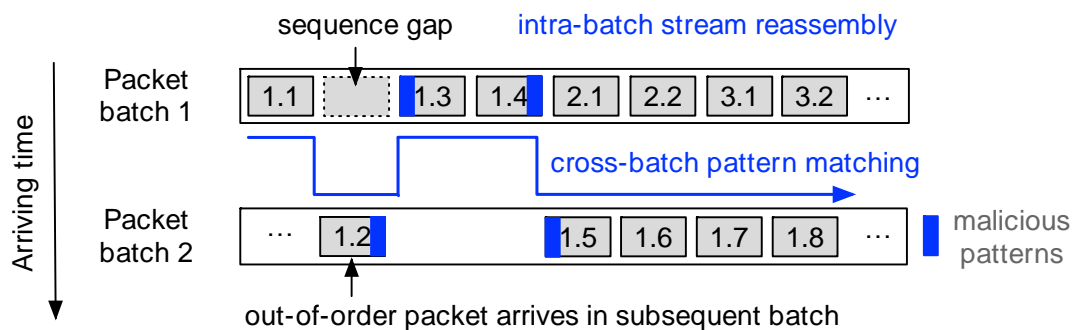 sequence gap
intra-batch stream reassembly
Packet
batch 1
1.1 1.3 1.4 2.1 2.2 3.1 3.2 ...
Arriving time
cross-batch pattern matching
Packet
batch 2
... 1.2 1.5 1.6 1.7 1.8 ...
malicious
patterns
out-of-order packet arrives in subsequent batch